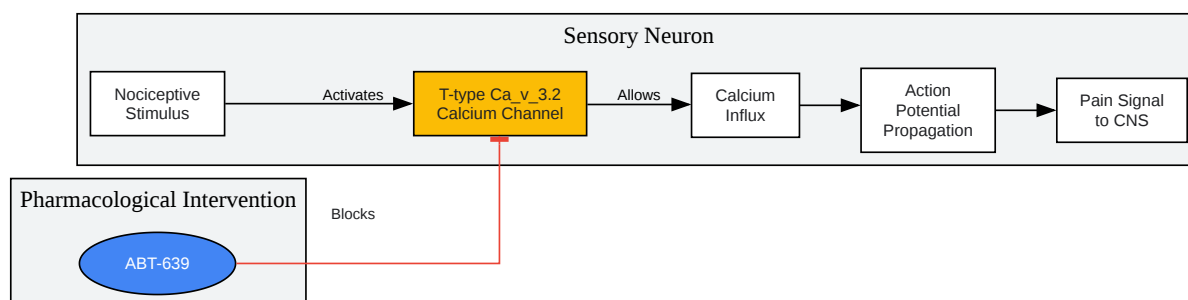 Sensory Neuron
Nociceptive
Stimulus
Activates
T-type Ca_v_3.2
Calcium Channel
Allows
Calcium
Influx
Action
Potential
Propagation
Pain Signal
to CNS
Pharmacological Intervention
Blocks
ABT-639